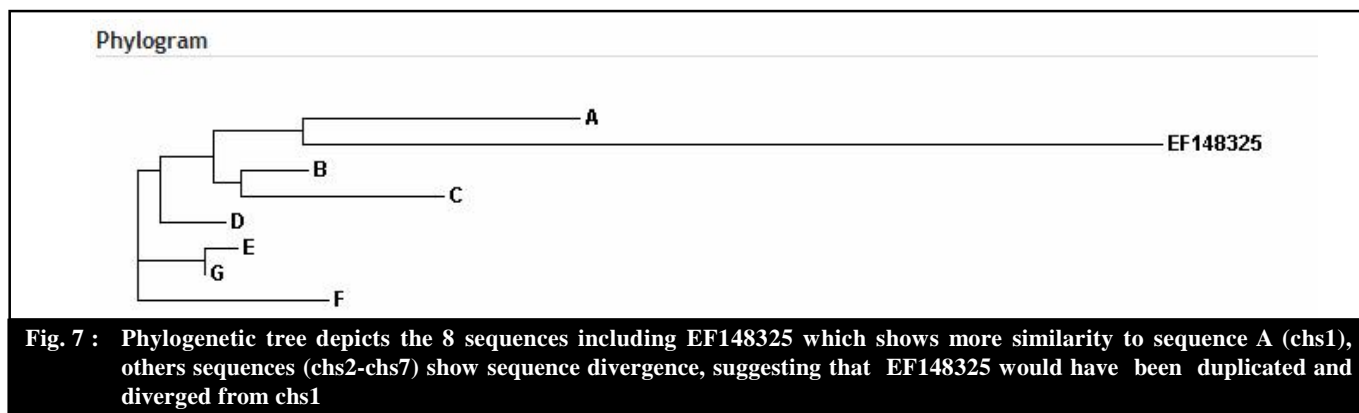 Phylogram
A
EF148325
B
C
D
E
G
F
Fig. 7 : Phylogenetic tree depicts the 8 sequences including EF148325 which shows more similarity to sequence A (chs1),
others sequences (chs2-chs7) show sequence divergence, suggesting that EF148325 would have been duplicated and
diverged from chs1